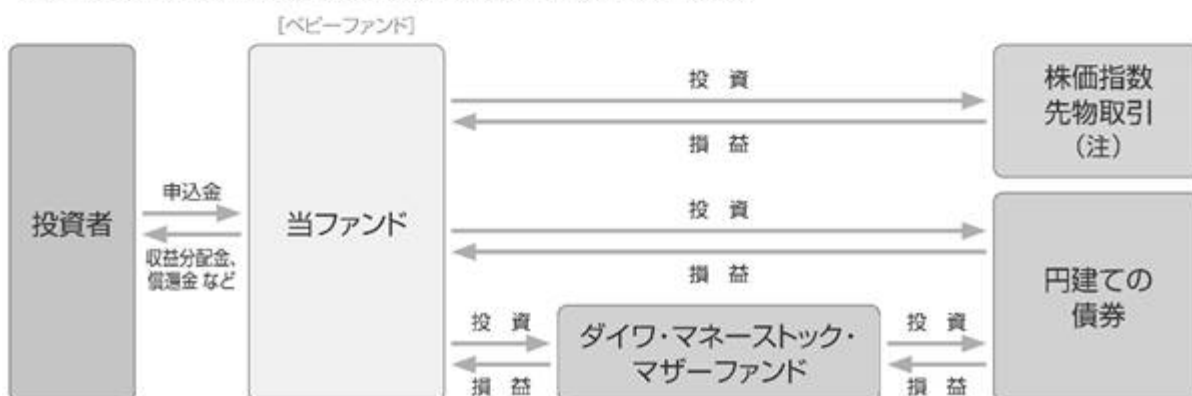 [ベビーファンド]
投資者
申込金
収益分配金、
償還金 など
当ファンド
投 資
損 益
株価指数
先物取引
(注)
投 資
損 益
円建ての
債券
投 資
損 益
ダイワ・マネーストック・
マザーファンド
投 資
損 益